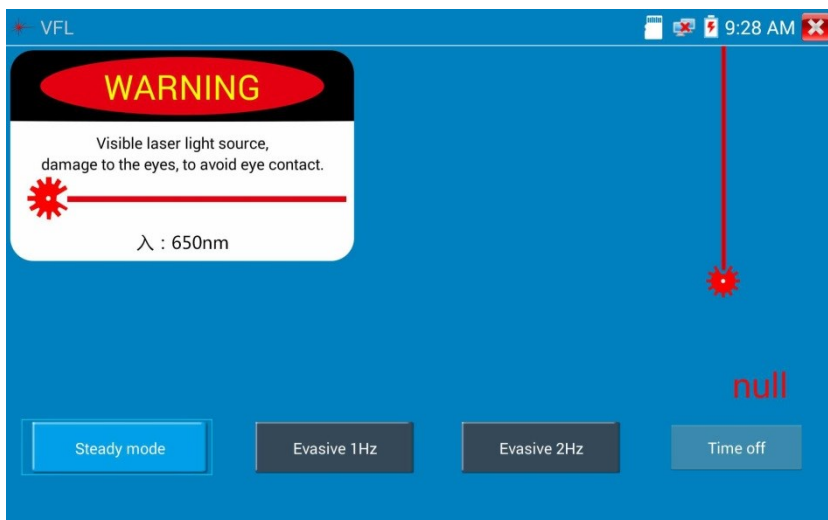 VFL
9:28 AM
WARNING
Visible laser light source,
damage to the eyes, to avoid eye contact.
入 : 650nm
null
Steady mode
Evasive 1Hz
Evasive 2Hz
Time off